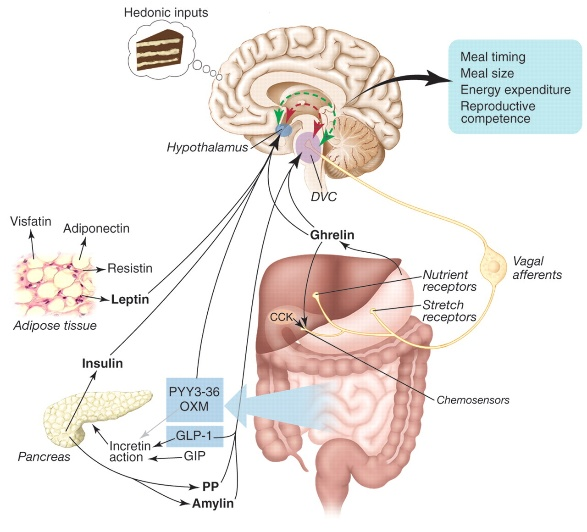 Hedonic inputs
Meal timing
Meal size
Energy expenditure
Reproductive
competence
Hypothalamus
DVC
Ghrelin
Visfatin
Adiponectin
Resistin
Leptin
Adipose tissue
Vagal
afferents
Nutrient
receptors
Stretch
receptors
CCK
Insulin
PYY3-36
OXM
Chemosensors
GLP-1
Incretin
action
GIP
Pancreas
PP
Amylin